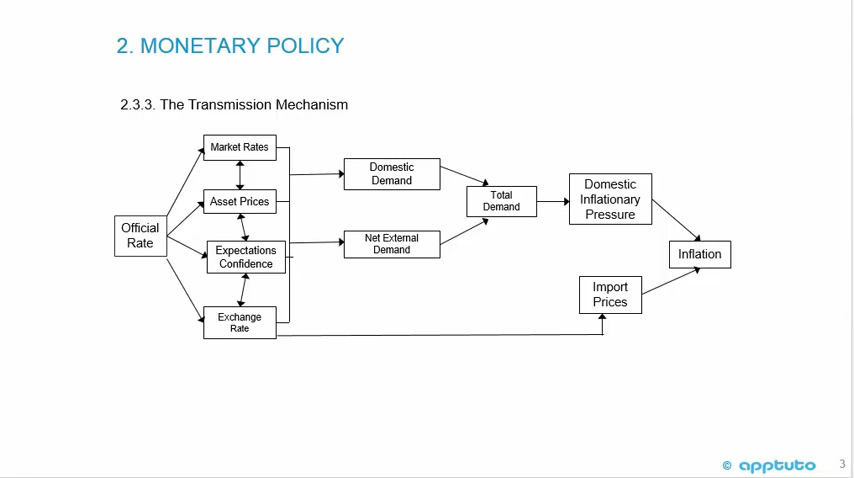 2. MONETARY POLICY
2.3.3. The Transmission Mechanism
Market Rates
Asset Prices
Official
Rate
Expectations
Confidence
Exchange
Rate
Domestic
Demand
Net External
Demand
Total
Demand
Domestic
Inflationary
Pressure
Import
Prices
Inflation
© apptuto
3